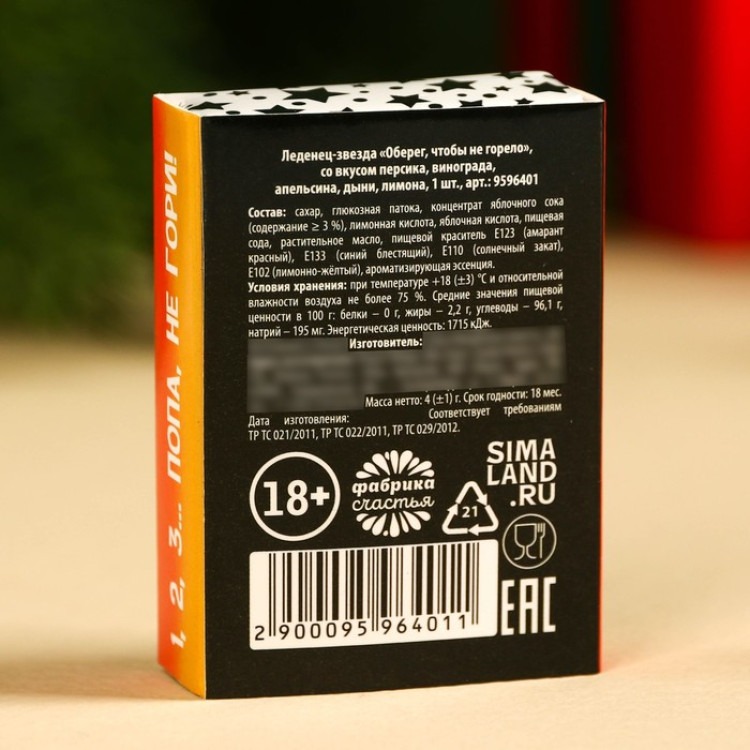 Леденец-звезда «Оберег, чтобы не горело»,
со вкусом персика, винограда,
апельсина, дыни, лимона, 1 шт., арт.: 9596401
Состав: сахар, глюкозная патока, концентрат яблочного сока
(содержание ≥ 3 %), лимонная кислота, яблочная кислота, пищевая
сода, растительное масло, пищевой краситель Е123 (амарант
красный), Е133 (синий блестящий), Е110 (солнечный закат),
Е102 (лимонно-жёлтый), ароматизирующая эссенция.
Условия хранения: при температуре +18 (±3) °С и относительной
влажности воздуха не более 75 %. Средние значения пищевой
ценности в 100 г: белки – 0 г, жиры – 2,2 г, углеводы – 96,1 г,
натрий – 195 мг. Энергетическая ценность: 1715 кДж.
Изготовитель:
Масса нетто: 4 (±1) г. Срок годности: 18 мес.
Дата изготовления: Соответствует требованиям
ТР ТС 021/2011, ТР ТС 022/2011, ТР ТС 029/2012.
18+
фабрика
счастья
21
SIMA
LAND
.RU
2 900095 964011
EAC
1, 2, 3... ПОПА, НЕ ГОРИ!